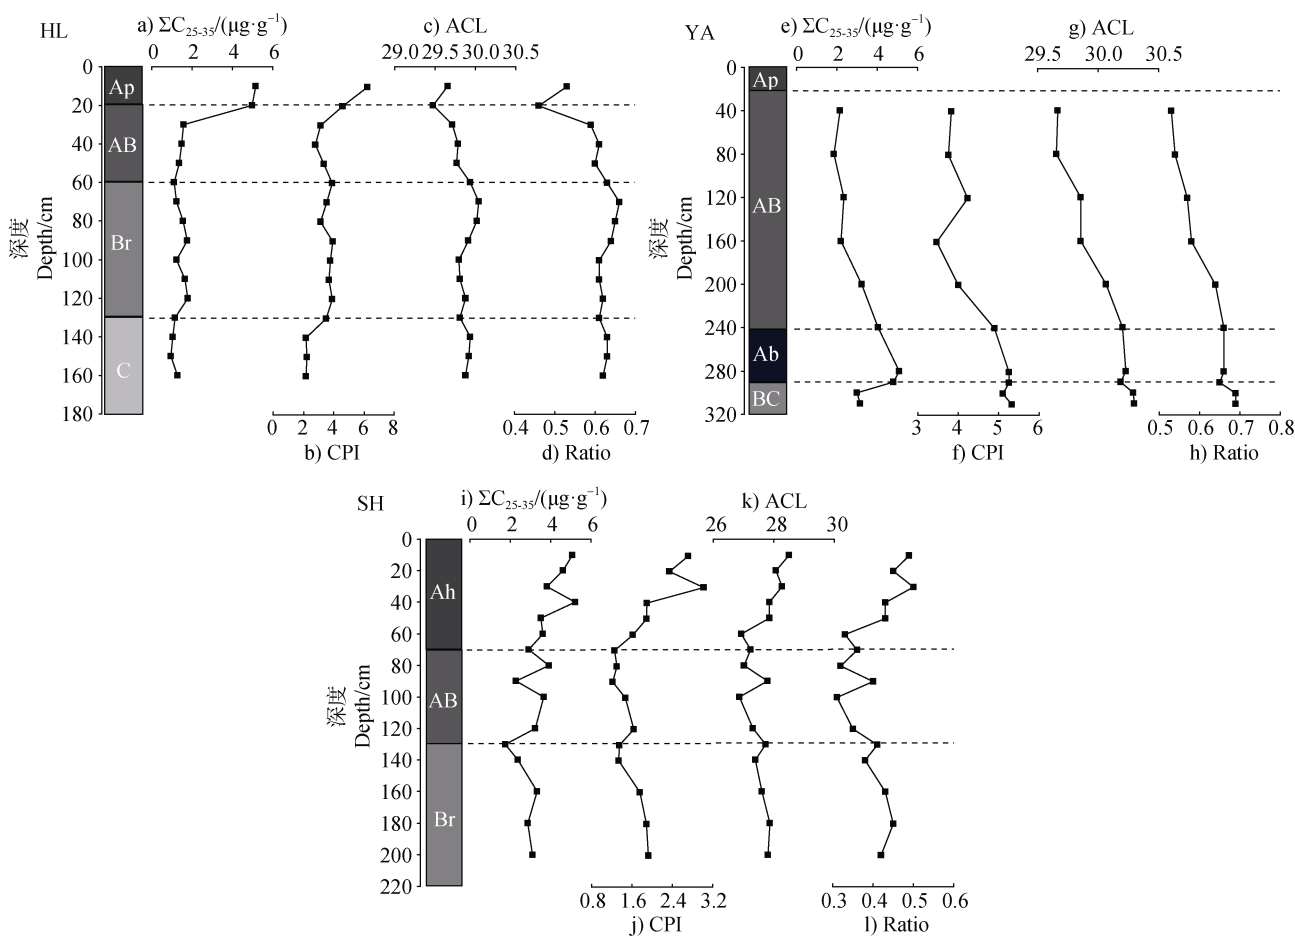 HL
a) ΣC25-35/(μg·g−1)
0 2 4 6
c) ACL
29.0 29.5 30.0 30.5
深度
Depth/cm
0
20
40
60
80
100
120
140
160
180
Ap
AB
Br
C
0 2 4 6 8
b) CPI
0.4 0.5 0.6 0.7
d) Ratio
YA
e) ΣC25-35/(μg·g−1)
0 2 4 6
g) ACL
29.5 30.0 30.5
深度
Depth/cm
0
40
80
120
160
200
240
280
320
Ap
AB
Ab
BC
3 4 5 6
f) CPI
0.5 0.6 0.7 0.8
h) Ratio
SH
i) ΣC25-35/(μg·g−1)
0 2 4 6
k) ACL
26 28 30
深度
Depth/cm
0
20
40
60
80
100
120
140
160
180
200
220
Ah
AB
Br
0.8 1.6 2.4 3.2
j) CPI
0.3 0.4 0.5 0.6
l) Ratio